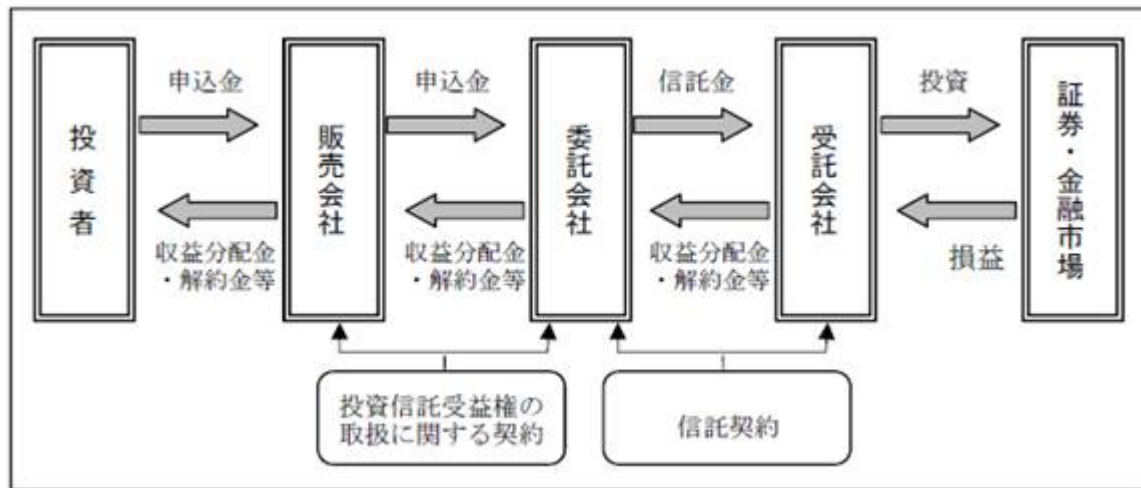 投資者
申込金
収益分配金
・解約金等
販売会社
申込金
収益分配金
・解約金等
委託会社
信託金
収益分配金
・解約金等
受託会社
投資
損益
証券・金融市場
投資信託受益権の
取扱に関する契約
信託契約